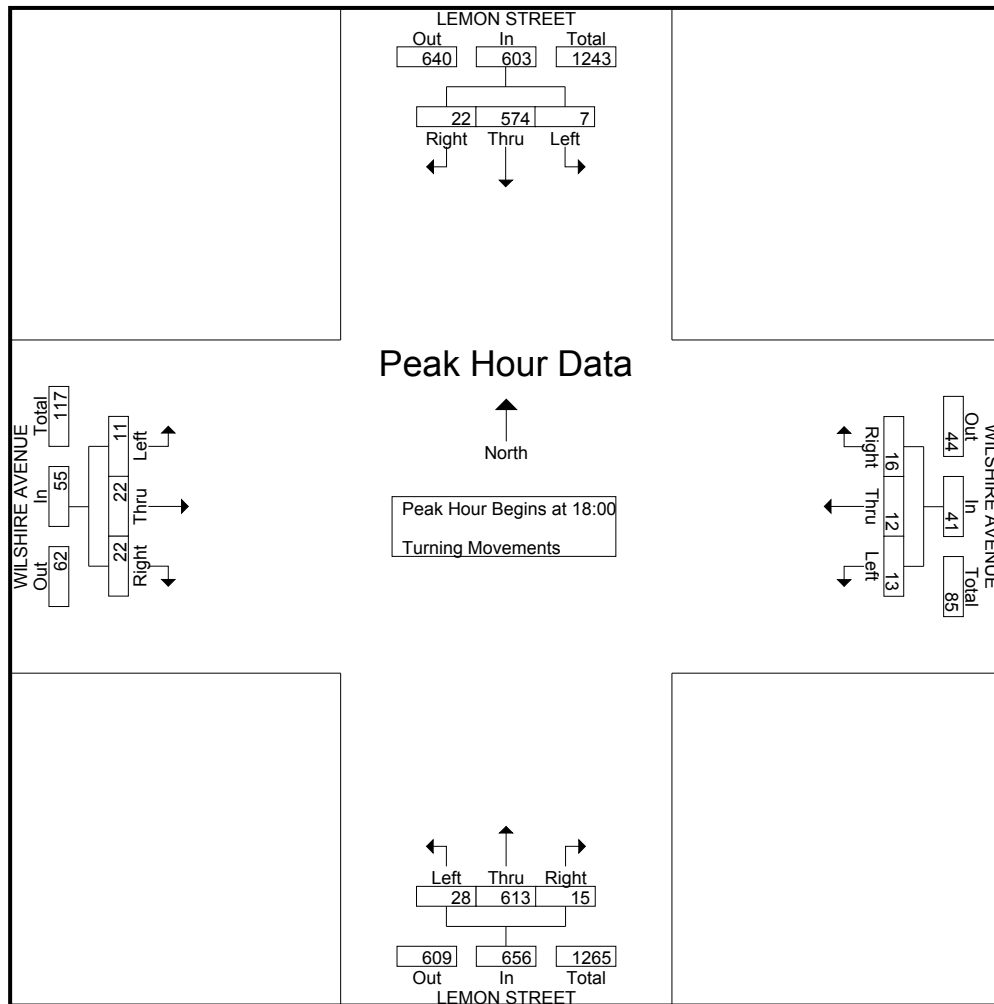 LEMON STREET
Out In Total
640 603 1243
22 574 7
Right Thru Left
Peak Hour Data
North
Peak Hour Begins at 18:00
Turning Movements
WILSHIRE AVENUE
Out In Total
62 55 117
22 22 11
Right Thru Left
WILSHIRE AVENUE
Out In Total
44 41 85
16 12 13
Right Thru Left
Left Thru Right
28 613 15
609 656 1265
Out In Total
LEMON STREET